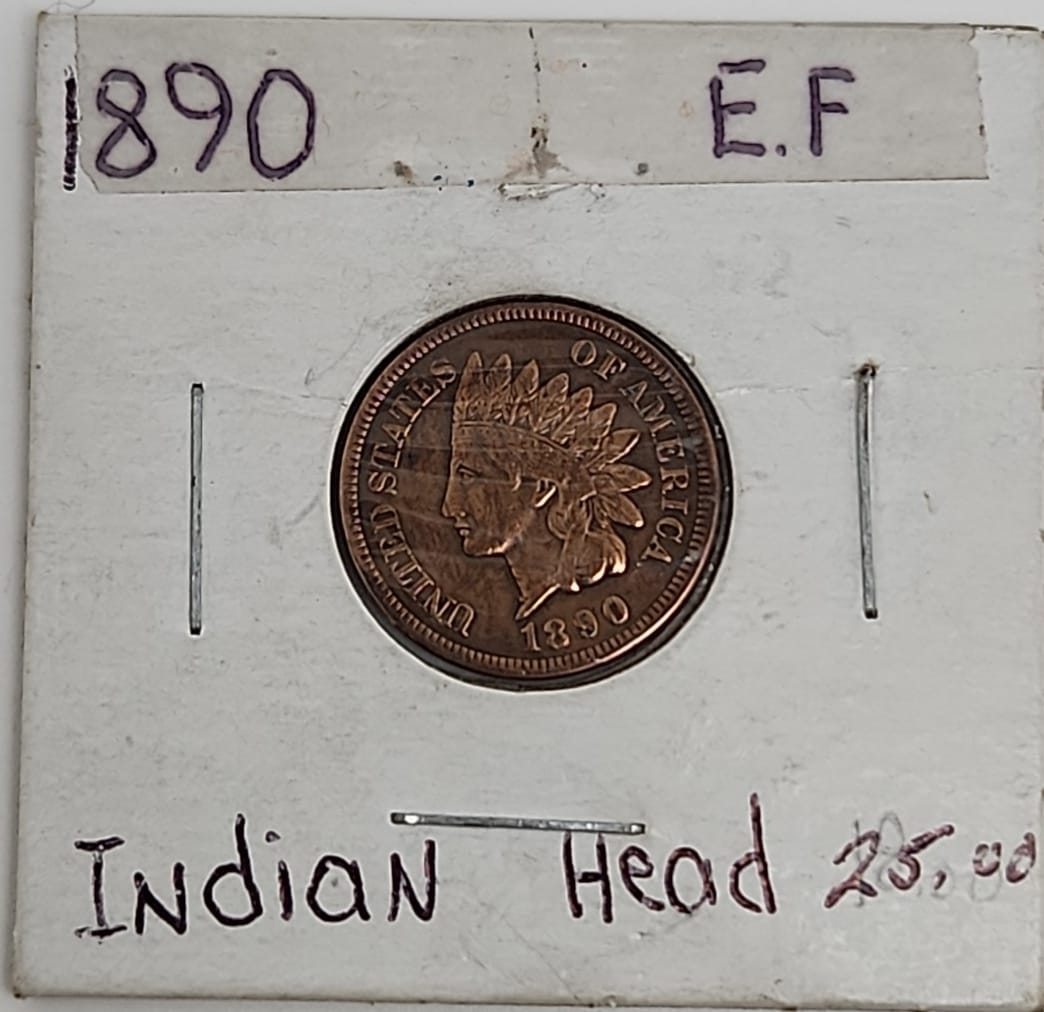 1890 E.F
UNITED STATES OF AMERICA
1890
Indian Head 25.00